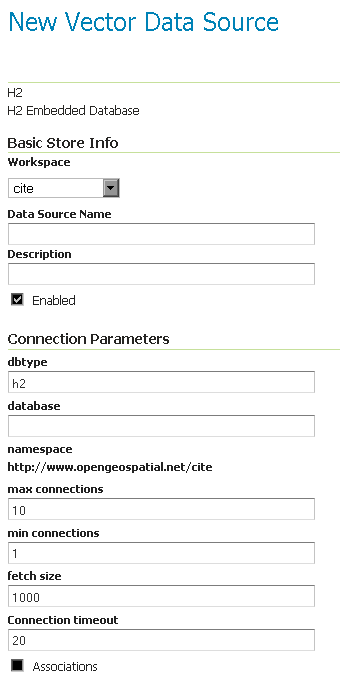 New Vector Data Source
H2
H2 Embedded Database
Basic Store Info
Workspace
cite
Data Source Name
Description
Enabled
Connection Parameters
dbtype
h2
database
namespace
http://www.opengeospatial.net/cite
max connections
10
min connections
1
fetch size
1000
Connection timeout
20
Associations